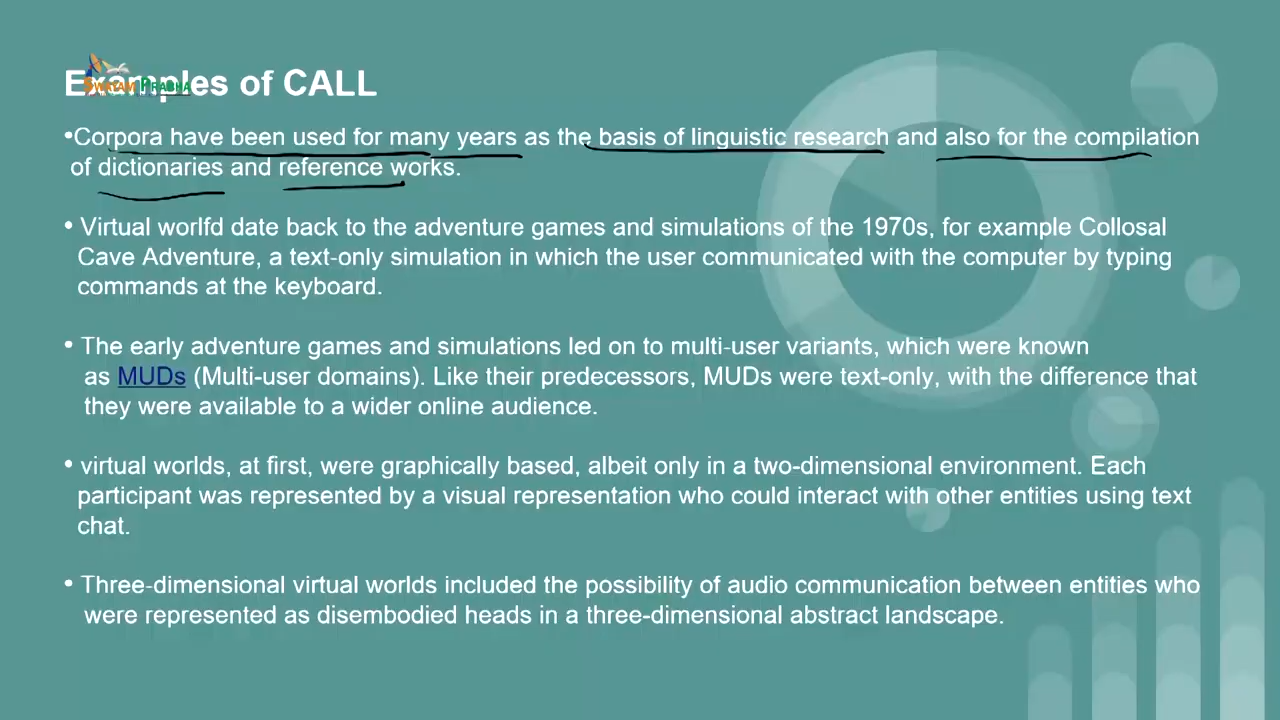 Examples of CALL
SWAYAM PRABHA
•Corpora have been used for many years as the basis of linguistic research and also for the compilation
of dictionaries and reference works.
• Virtual worlfd date back to the adventure games and simulations of the 1970s, for example Collosal
Cave Adventure, a text-only simulation in which the user communicated with the computer by typing
commands at the keyboard.
• The early adventure games and simulations led on to multi-user variants, which were known
as MUDs (Multi-user domains). Like their predecessors, MUDs were text-only, with the difference that
they were available to a wider online audience.
• virtual worlds, at first, were graphically based, albeit only in a two-dimensional environment. Each
participant was represented by a visual representation who could interact with other entities using text
chat.
• Three-dimensional virtual worlds included the possibility of audio communication between entities who
were represented as disembodied heads in a three-dimensional abstract landscape.